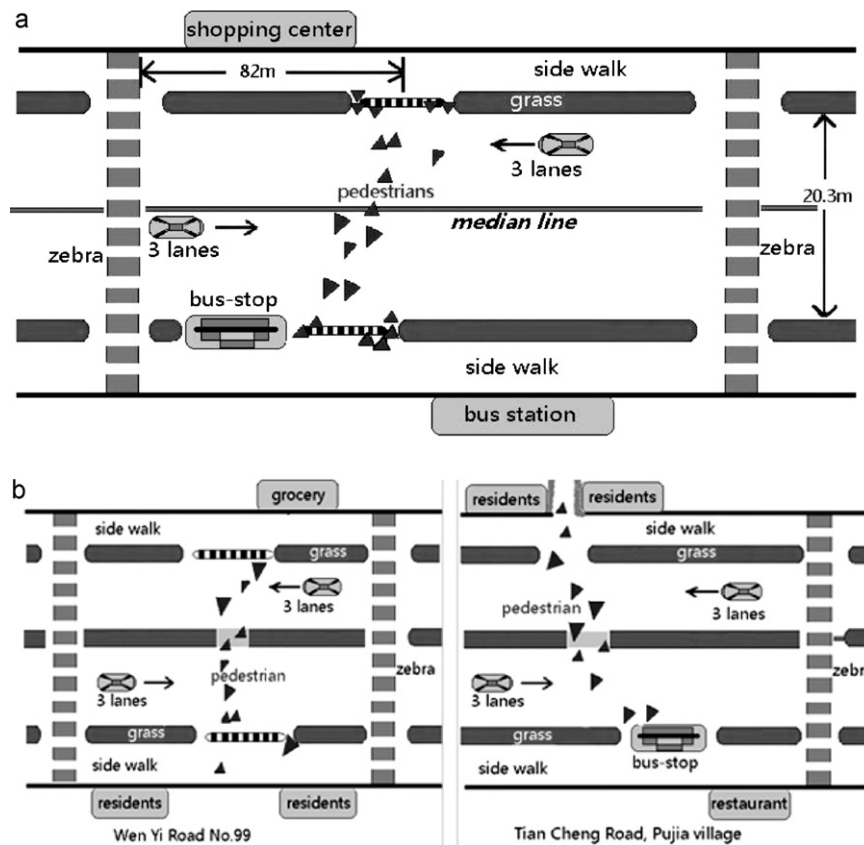 a
shopping center
82m
side walk
grass
3 lanes
pedestrians
20.3m
median line
3 lanes
zebra
zebra
bus-stop
side walk
bus station
b
grocery
side walk
grass
3 lanes
pedestrian
zebra
3 lanes
grass
side walk
residents
residents
Wen Yi Road No.99
residents
residents
side walk
grass
pedestrian
3 lanes
zebr
3 lanes
grass
bus-stop
side walk
restaurant
Tian Cheng Road, Pujia village